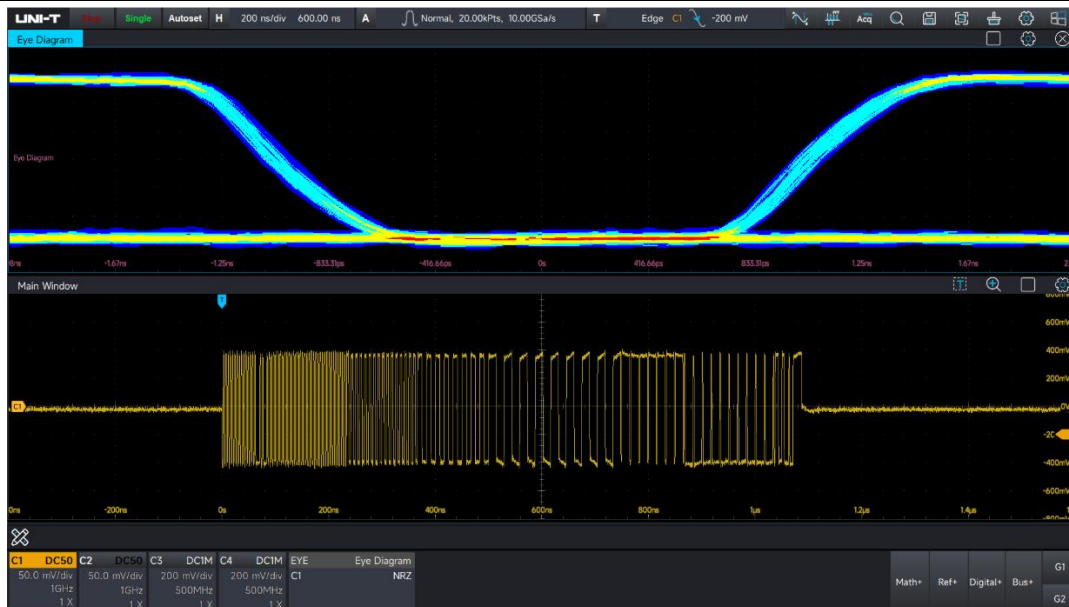 UNI-T Stop Single Autoset H 200 ns/div 600.00 ns A Normal, 20.00kPts, 10.00GSa/s T Edge C1 -200 mV Acq
Eye Diagram
Eye Diagram
-1.67ns -1.25ns -833.31ps -416.66ps 0s 416.66ps 833.31ps 1.25ns 1.67ns
Main Window
T
T
600mV
400mV
200mV
C1 0V
-400mV
-600mV
-200ns 0s 200ns 400ns 600ns 800ns 1μs 1.2μs 1.4μs
C1 DC50 C2 DC50 C3 DC1M C4 DC1M EYE Eye Diagram
50.0 mV/div 50.0 mV/div 200 mV/div 200 mV/div C1 NRZ
1GHz 1GHz 500MHz 500MHz
1 X 1 X 1 X 1 X
Math+ Ref+ Digital+ Bus+
G1
G2